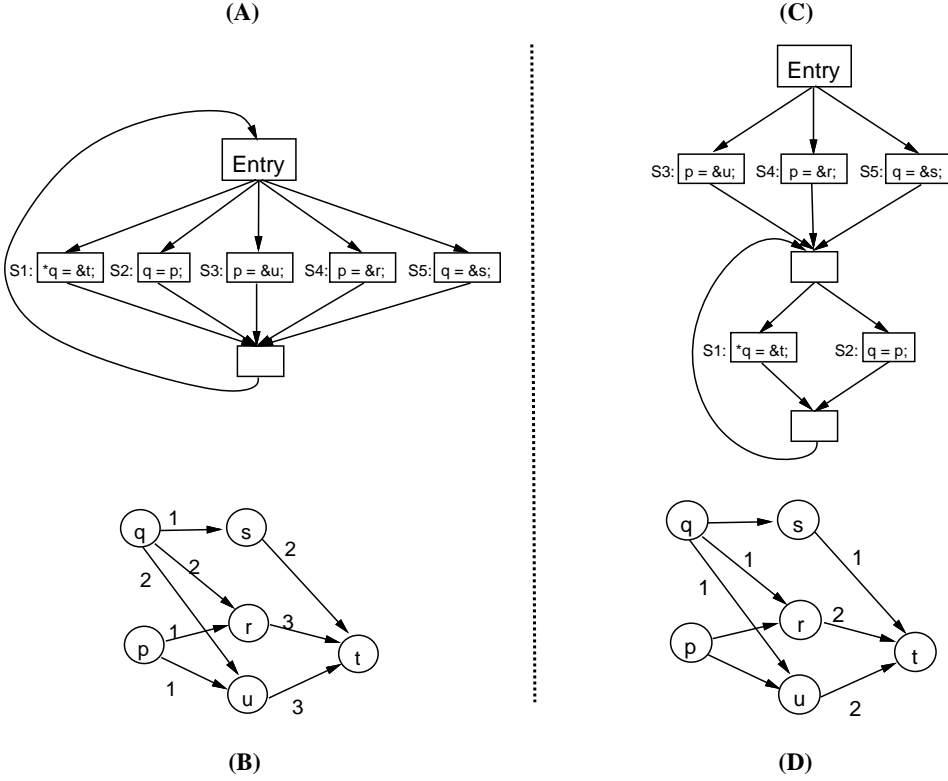 (A)
Entry
S1: *q = &t; S2: q = p; S3: p = &u; S4: p = &r; S5: q = &s;
q 1 s
2 2 2
p 1 r 3 t
1 u 3
(B)
(C)
Entry
S3: p = &u; S4: p = &r; S5: q = &s;
S1: *q = &t; S2: q = p;
q s
1 1 1
p r 2 t
u 2
(D)